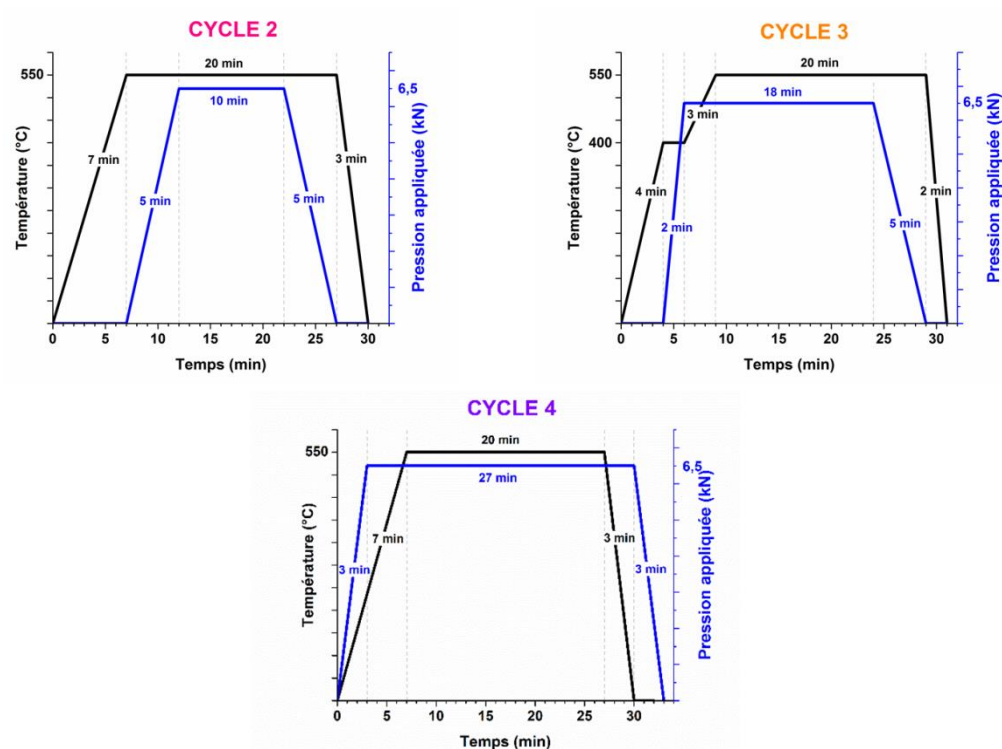 CYCLE 2
550
20 min
6,5
10 min
7 min
3 min
5 min
5 min
Température (°C)
Pression appliquée (kN)
0
5
10
15
20
25
30
Temps (min)
CYCLE 3
550
20 min
6,5
18 min
3 min
400
4 min
2 min
2 min
5 min
Température (°C)
Pression appliquée (kN)
0
5
10
15
20
25
30
Temps (min)
CYCLE 4
550
20 min
6,5
27 min
7 min
3 min
3 min
3 min
Température (°C)
Pression appliquée (kN)
0
5
10
15
20
25
30
Temps (min)